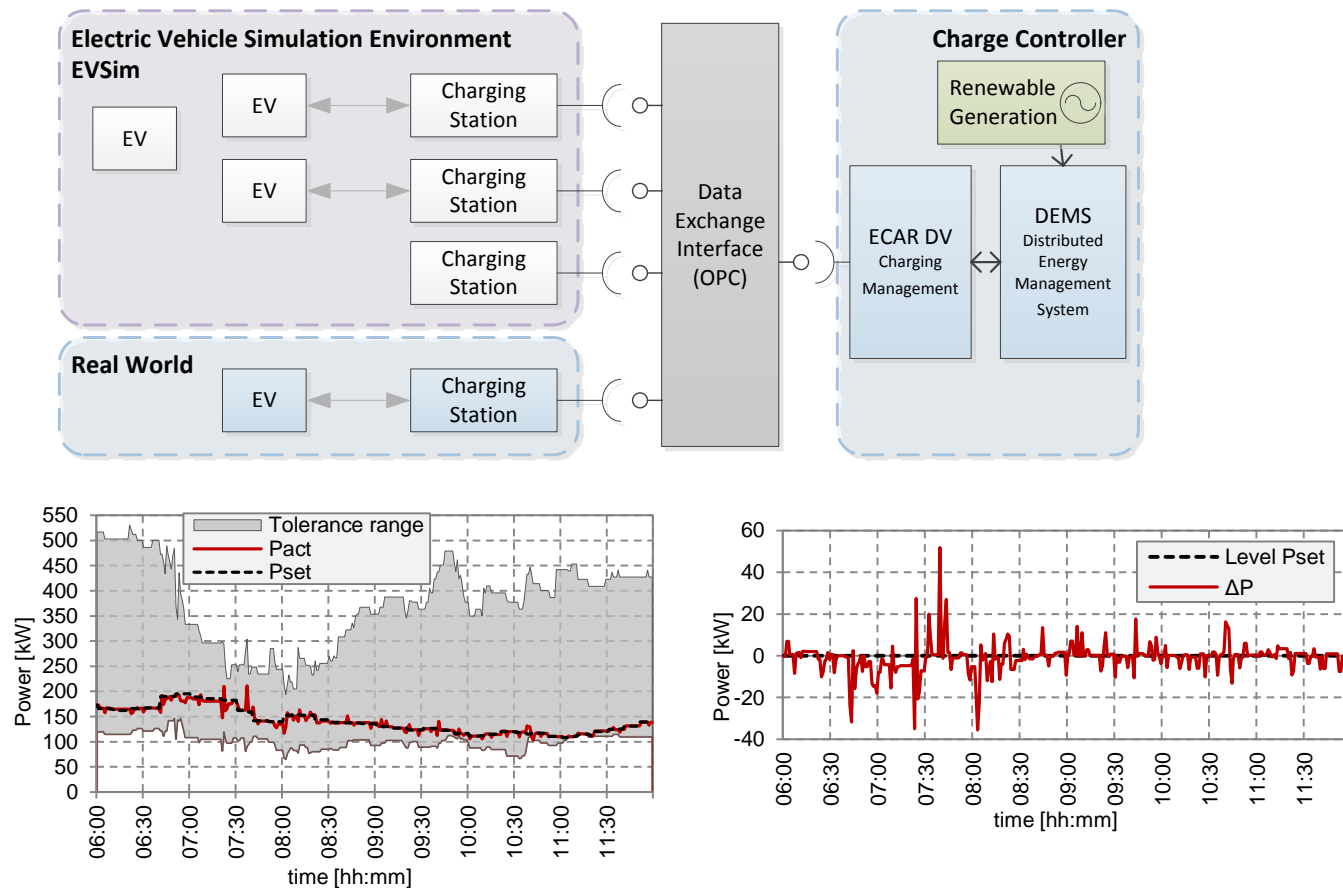 Electric Vehicle Simulation Environment
EVSim
EV
EV
Charging
Station
EV
Charging
Station
Charging
Station
Real World
EV
Charging
Station
Data
Exchange
Interface
(OPC)
Charge Controller
Renewable
Generation
ECAR DV
Charging
Management
DEMS
Distributed
Energy
Management
System
550
500
450
400
350
300
250
200
150
100
50
0
Power [kW]
Tolerance range
Pact
Pset
06:00
06:30
07:00
07:30
08:00
08:30
09:00
09:30
10:00
10:30
11:00
11:30
time [hh:mm]
60
40
20
0
-20
-40
Power [kW]
Level Pset
ΔP
06:00
06:30
07:00
07:30
08:00
08:30
09:00
09:30
10:00
10:30
11:00
11:30
time [hh:mm]